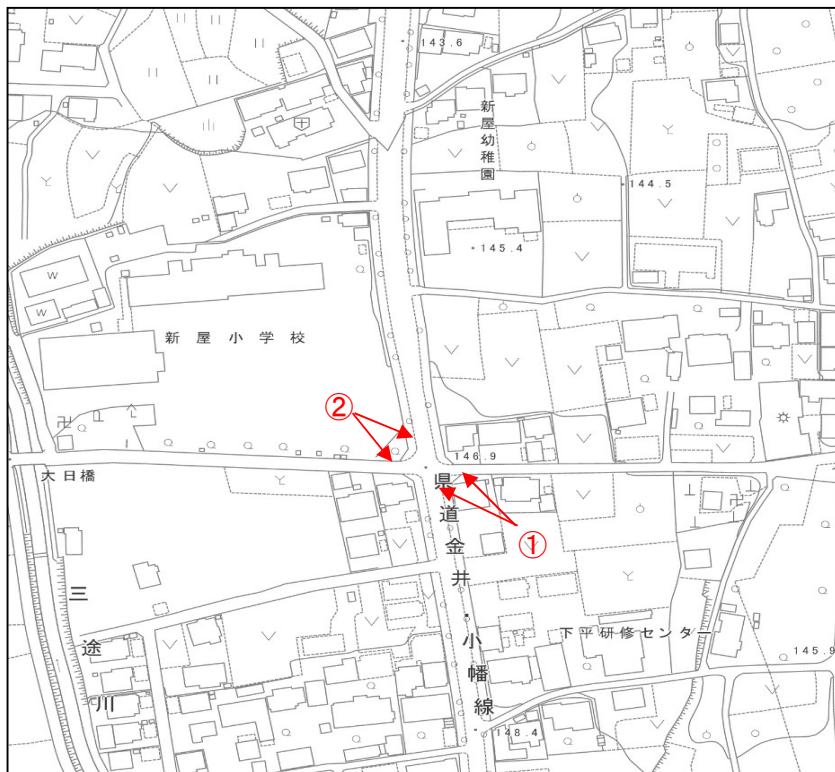 143.6
新屋幼稚園
144.5
145.4
W
W
新屋小学校
②
146.9
大日橋
①
県道金井・小幡線
三途川
下平研修センター
145.9
148.4